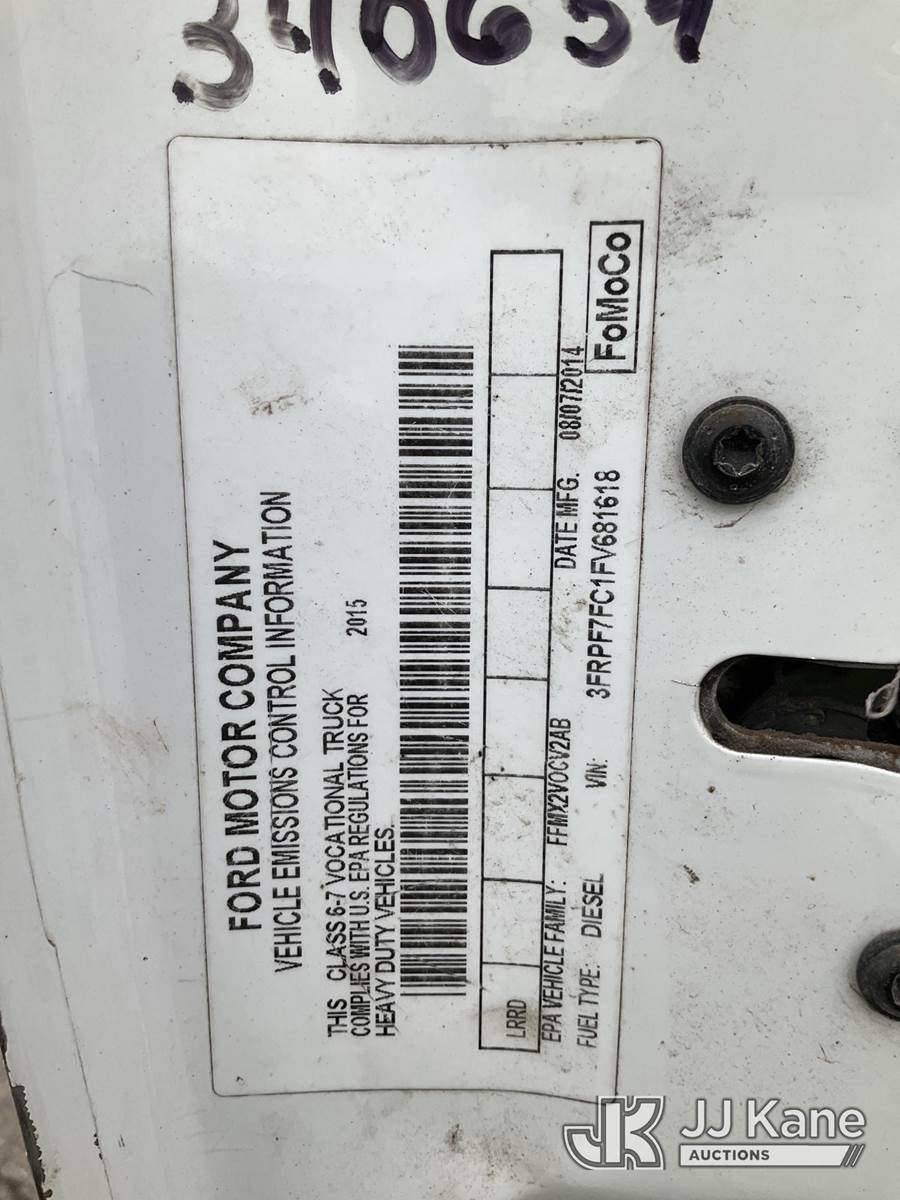 FORD MOTOR COMPANY
VEHICLE EMISSIONS CONTROL INFORMATION
THIS CLASS 6-7 VOCATIONAL TRUCK
COMPLIES WITH U.S. EPA REGULATIONS FOR 2015
HEAVY DUTY VEHICLES.
LRRD
EPA VEHICLE FAMILY: FFMX2VOCV2AB DATE MFG. 08/07/2014
FUEL TYPE: DIESEL VIN: 3FRPF7FC1FV681618
FoMoCo
JK JJ Kane
AUCTIONS